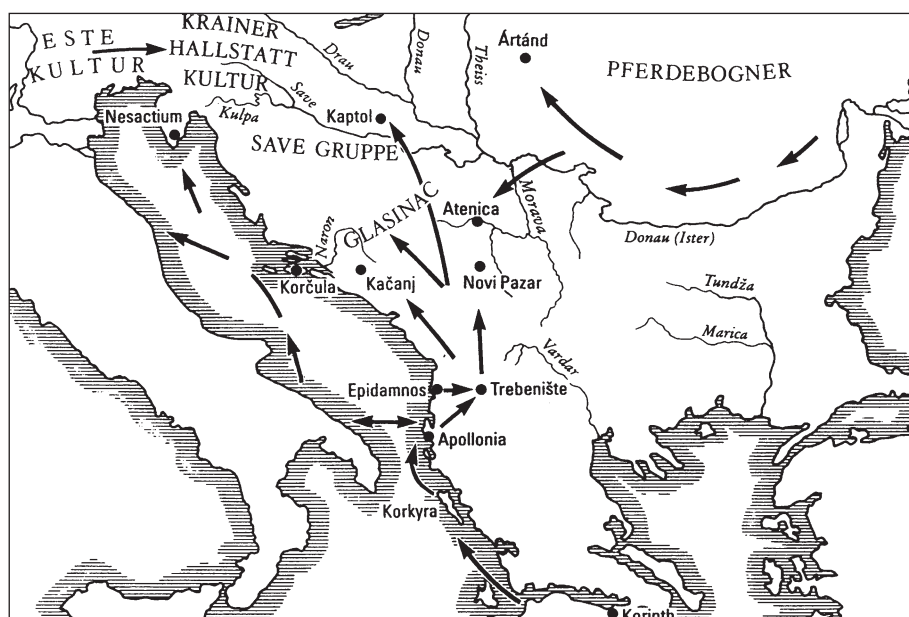 ESTE
KULTUR
KRAINER
HALLSTATT
KULTUR
Drau
Donau
Theiss
Ártánd
PFERDEBOGNER
Save
Kulpa
Nesactium
Kaptol
SAVE GRUPPE
Morava
Atenica
GLASINAC
Naron
Donau (Ister)
Korčula
Kačanj
Novi Pazar
Tundža
Marica
Vardar
Epidamnos
Trebenište
Apollonia
Korkyra
Korinth